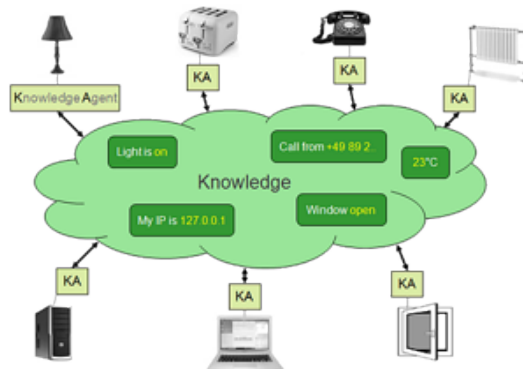 KA
KA
KA
Knowledge Agent
Light is on
Call from +49 89 2..
23°C
Knowledge
My IP is 127.0.0.1
Window open
KA
KA
KA